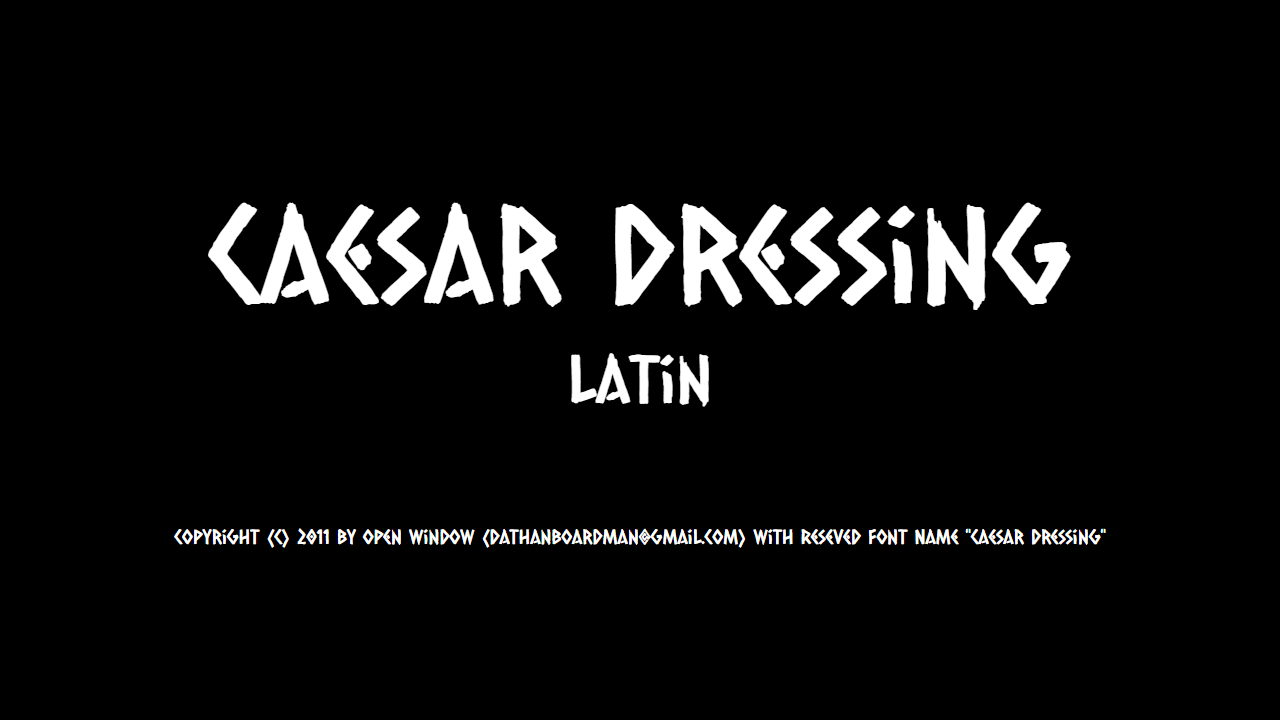 CAESAR DRESSiNG
LATiN
COPYRiGHT (C) 2011 BY OPEN WiNDOW (DATHANBOARDMAN@GMAiL.COM) WiTH RESEVED FONT NAME "CAESAR DRESSiNG"